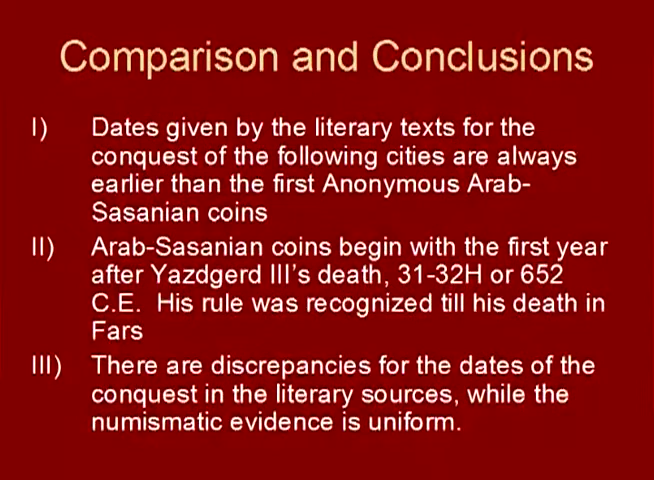 Comparison and Conclusions
I) Dates given by the literary texts for the
conquest of the following cities are always
earlier than the first Anonymous Arab-
Sasanian coins
II) Arab-Sasanian coins begin with the first year
after Yazdgerd III's death, 31-32H or 652
C.E. His rule was recognized till his death in
Fars
III) There are discrepancies for the dates of the
conquest in the literary sources, while the
numismatic evidence is uniform.